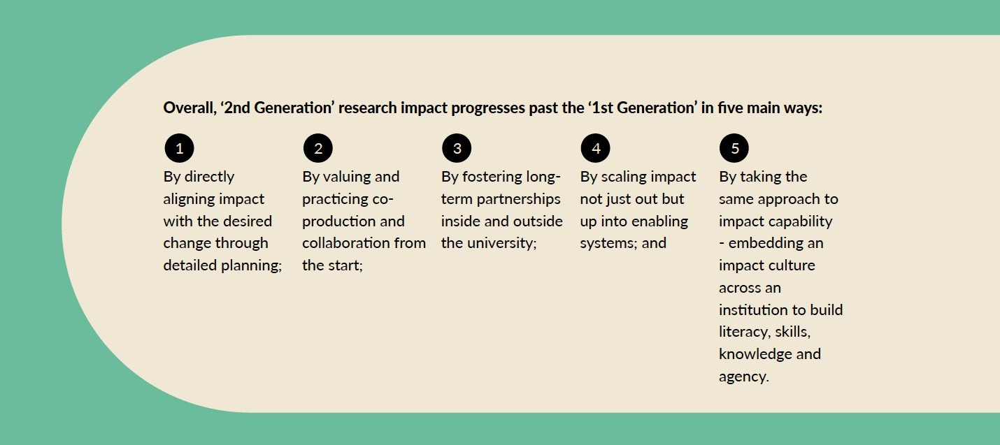 Overall, ‘2nd Generation’ research impact progresses past the ‘1st Generation’ in five main ways:
1
By directly
aligning impact
with the desired
change through
detailed planning;
2
By valuing and
practicing co-
production and
collaboration from
the start;
3
By fostering long-
term partnerships
inside and outside
the university;
4
By scaling impact
not just out but
up into enabling
systems; and
5
By taking the
same approach to
impact capability
- embedding an
impact culture
across an
institution to build
literacy, skills,
knowledge and
agency.